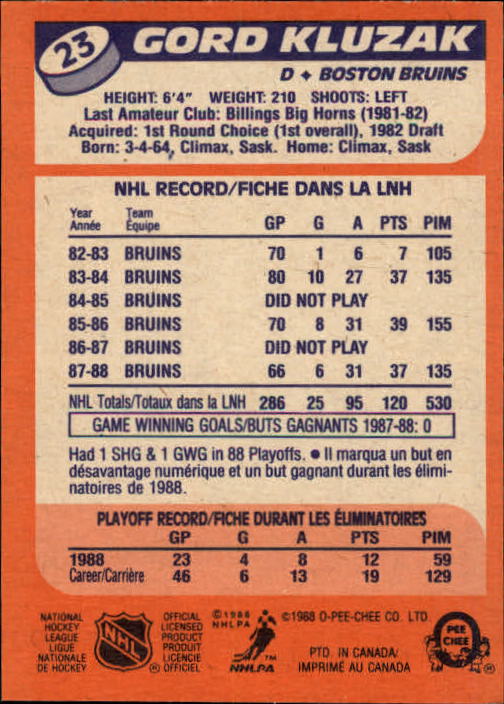 23
GORD KLUZAK
D + BOSTON BRUINS
HEIGHT: 6'4" WEIGHT: 210 SHOOTS: LEFT
Last Amateur Club: Billings Big Horns (1981-82)
Acquired: 1st Round Choice (1st overall), 1982 Draft
Born: 3-4-64, Climax, Sask. Home: Climax, Sask
NHL RECORD/FICHE DANS LA LNH
Year Team
Année Équipe GP G A PTS PIM
82-83 BRUINS 70 1 6 7 105
83-84 BRUINS 80 10 27 37 135
84-85 BRUINS DID NOT PLAY
85-86 BRUINS 70 8 31 39 155
86-87 BRUINS DID NOT PLAY
87-88 BRUINS 66 6 31 37 135
NHL Totals/Totaux dans la LNH 286 25 95 120 530
GAME WINNING GOALS/BUTS GAGNANTS 1987-88: 0
Had 1 SHG & 1 GWG in 88 Playoffs. • Il marqua un but en
désavantage numérique et un but gagnant durant les élimi-
natoires de 1988.
PLAYOFF RECORD/FICHE DURANT LES ÉLIMINATOIRES
GP G A PTS PIM
1988 23 4 8 12 59
Career/Carrière 46 6 13 19 129
NATIONAL
HOCKEY
LEAGUE
LIGUE
NATIONALE
DE HOCKEY
NHL
OFFICIAL
LICENSED
PRODUCT
PRODUIT
LICENCIE
® OFFICIEL
©1988
NHLPA
™
NHLPA
©1988 O-PEE-CHEE CO. LTD.
PTD. IN CANADA/
IMPRIMÉ AU CANADA
PEE
CHEE
®